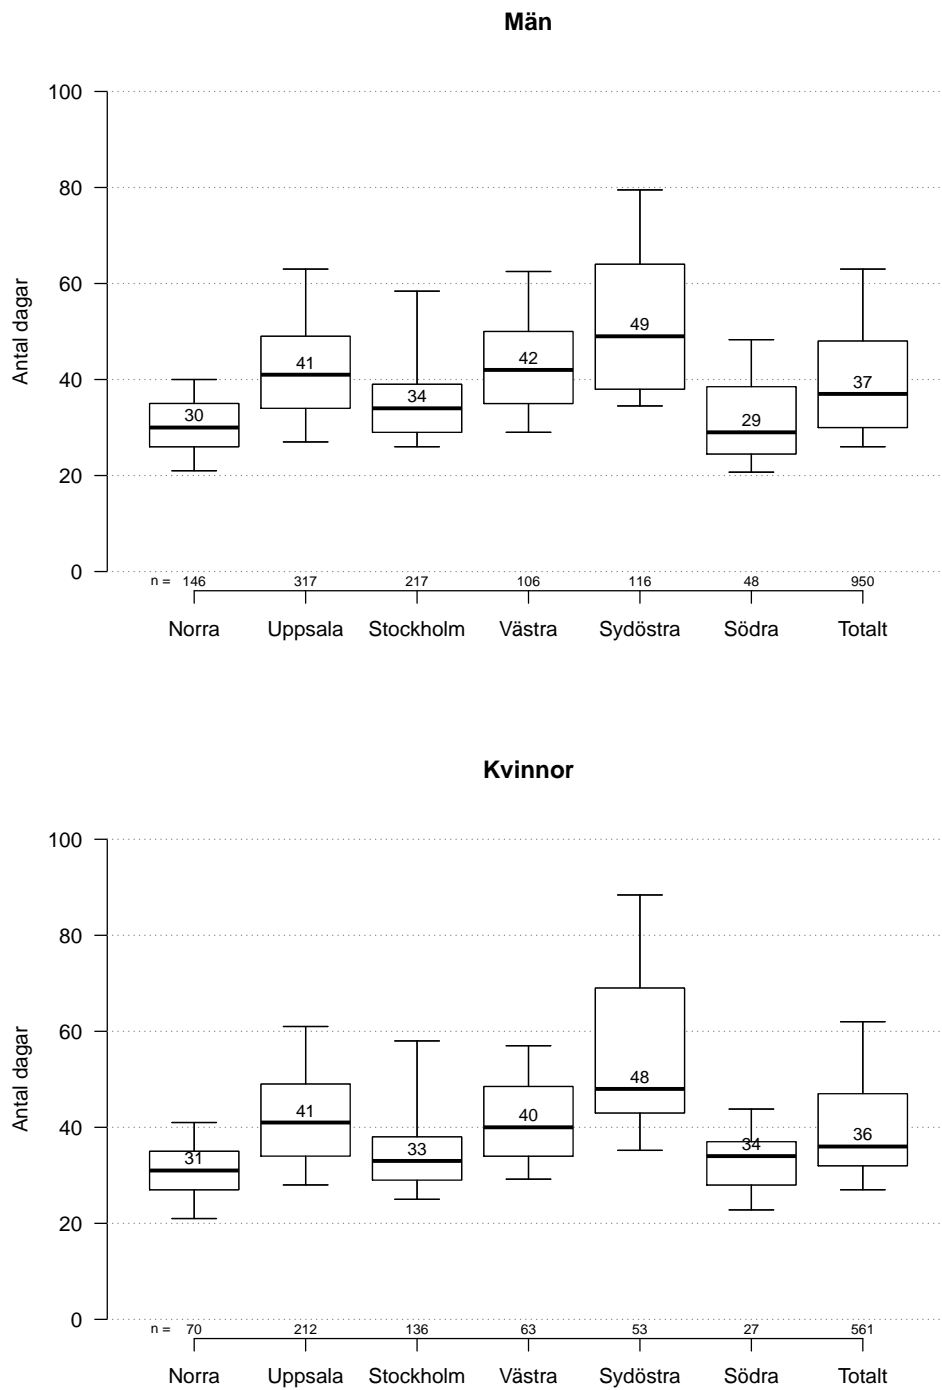 Män
100
80
60
40
20
0
Antal dagar
30 41 34 42 49 29 37
n = 146 317 217 106 116 48 950
Norra Uppsala Stockholm Västra Sydöstra Södra Totalt
Kvinnor
100
80
60
40
20
0
Antal dagar
31 41 33 40 48 34 36
n = 70 212 136 63 53 27 561
Norra Uppsala Stockholm Västra Sydöstra Södra Totalt